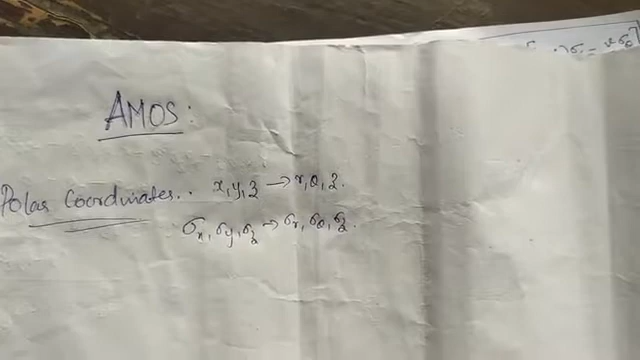 AMOS:
Polar Coordinates.. x, y, z → r, θ, z.
σx, σy, σz → σr, σθ, σz.